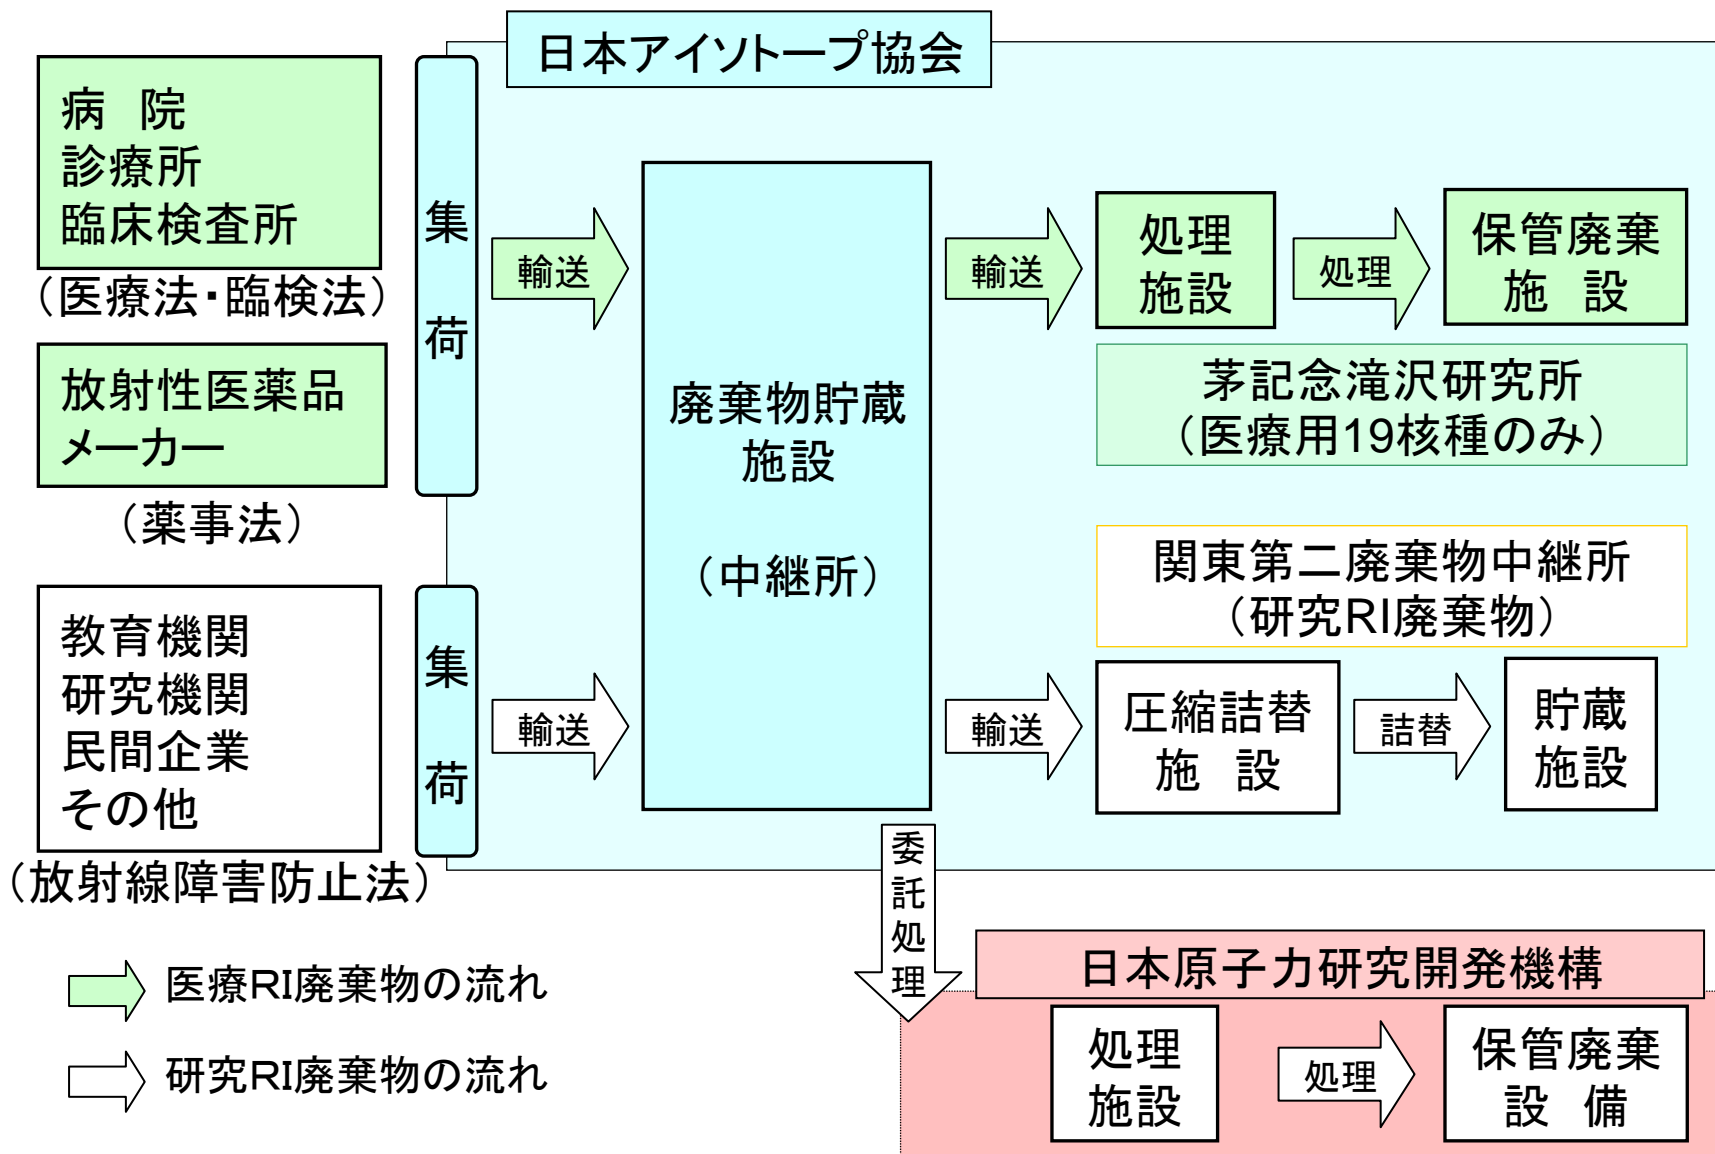 日本アイソトープ協会
病　院
診療所
臨床検査所
（医療法・臨検法）
放射性医薬品
メーカー
（薬事法）
集
荷
輸送
廃棄物貯蔵
施設
（中継所）
輸送
処理
施設
処理
保管廃棄
施　設
茅記念滝沢研究所
（医療用19核種のみ）
関東第二廃棄物中継所
（研究RI廃棄物）
教育機関
研究機関
民間企業
その他
（放射線障害防止法）
集
荷
輸送
輸送
圧縮詰替
施　設
詰替
貯蔵
施設
委
託
処
理
日本原子力研究開発機構
処理
施設
処理
保管廃棄
設　備
医療RI廃棄物の流れ
研究RI廃棄物の流れ